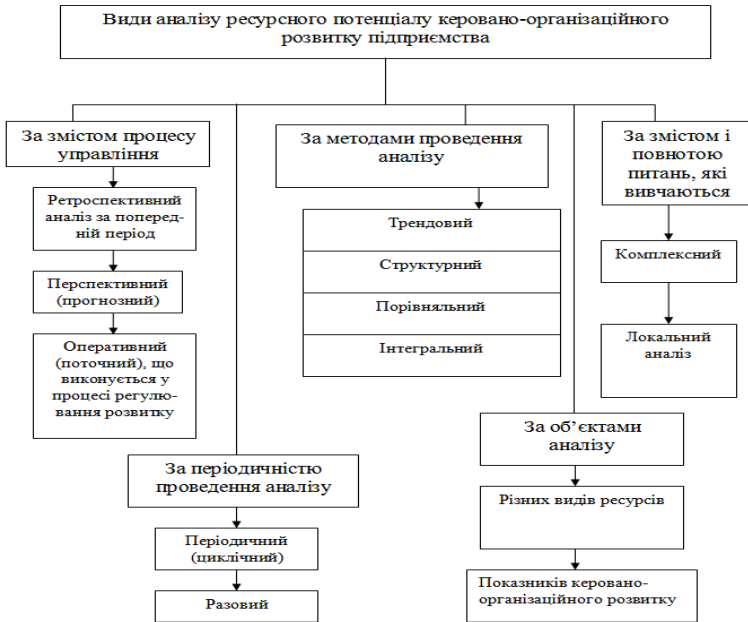 Види аналізу ресурсного потенціалу керовано-організаційного
розвитку підприємства
За змістом процесу
управління
Ретроспективний
аналіз за поперед-
ній період
Перспективний
(прогнозний)
Оперативний
(поточний), що
виконується у
процесі регулю-
вання розвитку
За періодичністю
проведення аналізу
Періодичний
(циклічний)
Разовий
За методами проведення
аналізу
Трендовий
Структурний
Порівняльний
Інтегральний
За об’єктами
аналізу
Різних видів ресурсів
Показників керовано-
організаційного розвитку
За змістом і
повнотою
питань, які
вивчаються
Комплексний
Локальний
аналіз